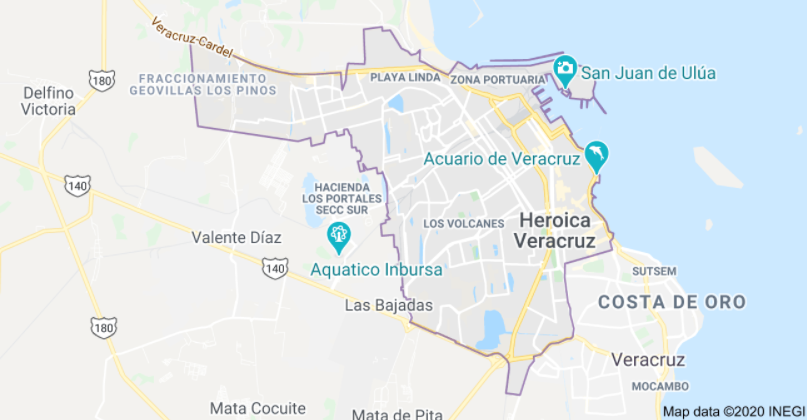 Veracruz-Cardel
180
FRACCIONAMIENTO
GEOVILLAS LOS PINOS
PLAYA LINDA
ZONA PORTUARIA
San Juan de Ulúa
Delfino
Victoria
140
Acuario de Veracruz
HACIENDA
LOS PORTALES
SECC SUR
LOS VOLCANES
Heroica
Veracruz
Valente Díaz
Aquatico Inbursa
140
SUTSEM
Las Bajadas
COSTA DE ORO
180
Veracruz
MOCAMBO
Mata Cocuite
Mata de Pita
Map data ©2020 INEGI